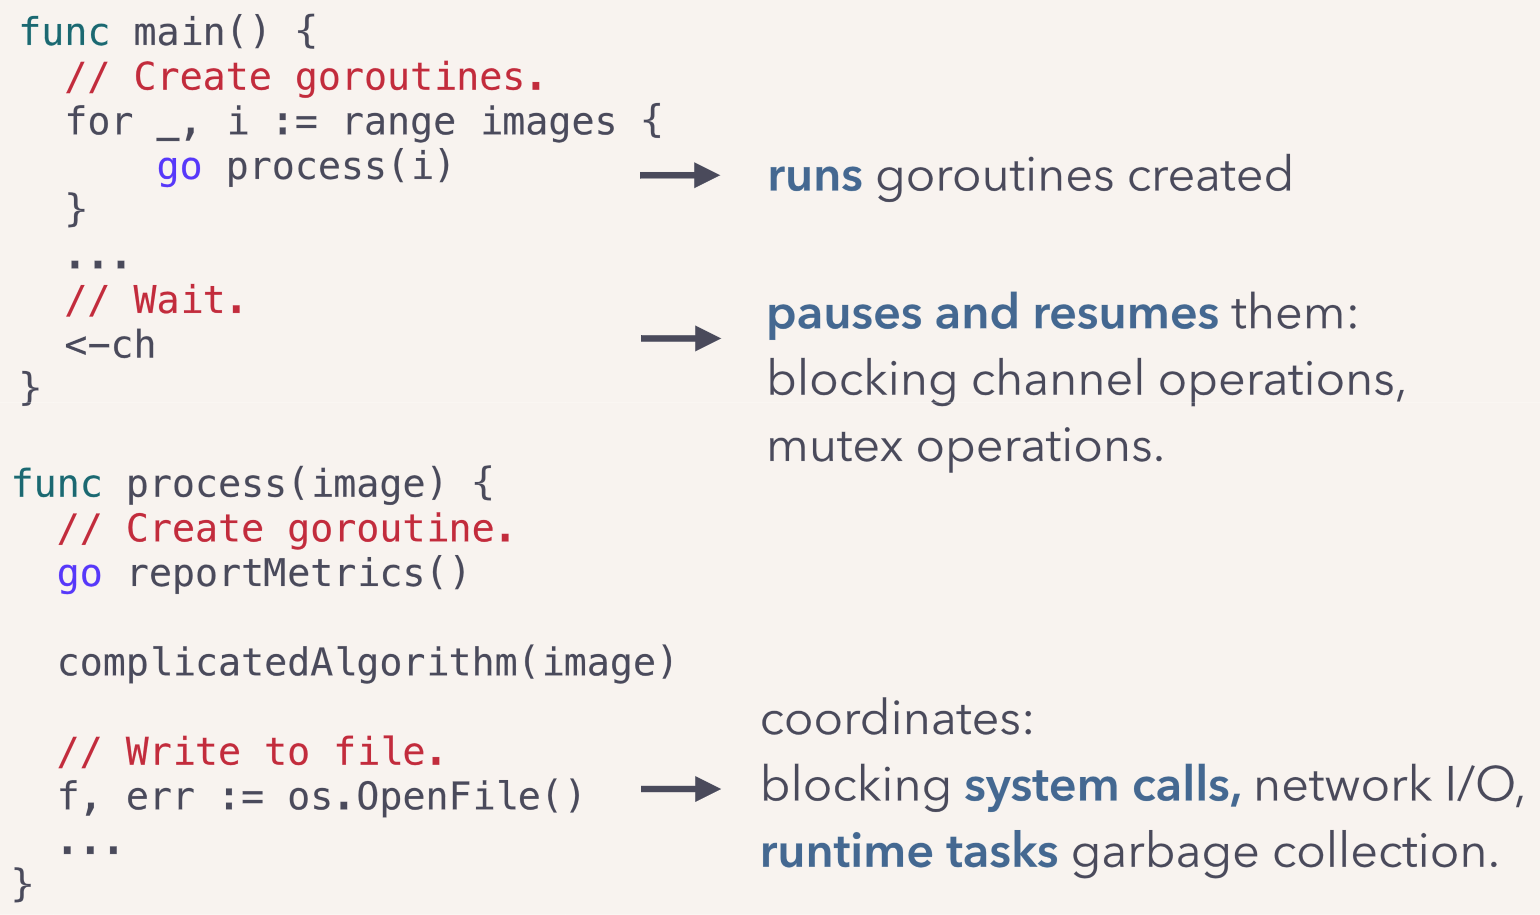 func main() {
// Create goroutines.
for _, i := range images {
go process(i)
}
...
// Wait.
<-ch
}
func process(image) {
// Create goroutine.
go reportMetrics()
complicatedAlgorithm(image)
// Write to file.
f, err := os.OpenFile()
...
}
runs goroutines created
pauses and resumes them:
blocking channel operations,
mutex operations.
coordinates:
blocking system calls, network I/O,
runtime tasks garbage collection.